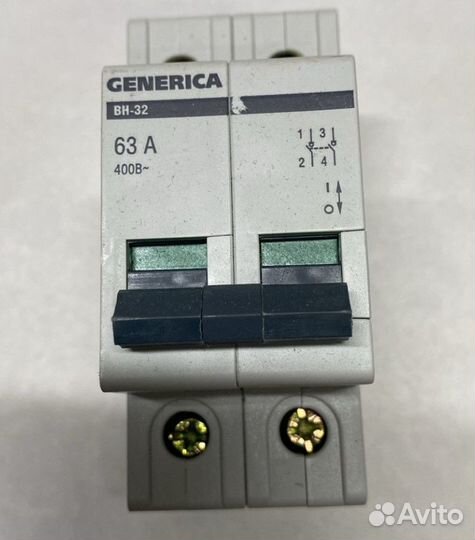 GENERICA
ВН-32
63 A
400В~
1 3
2 4
I
O
Avito